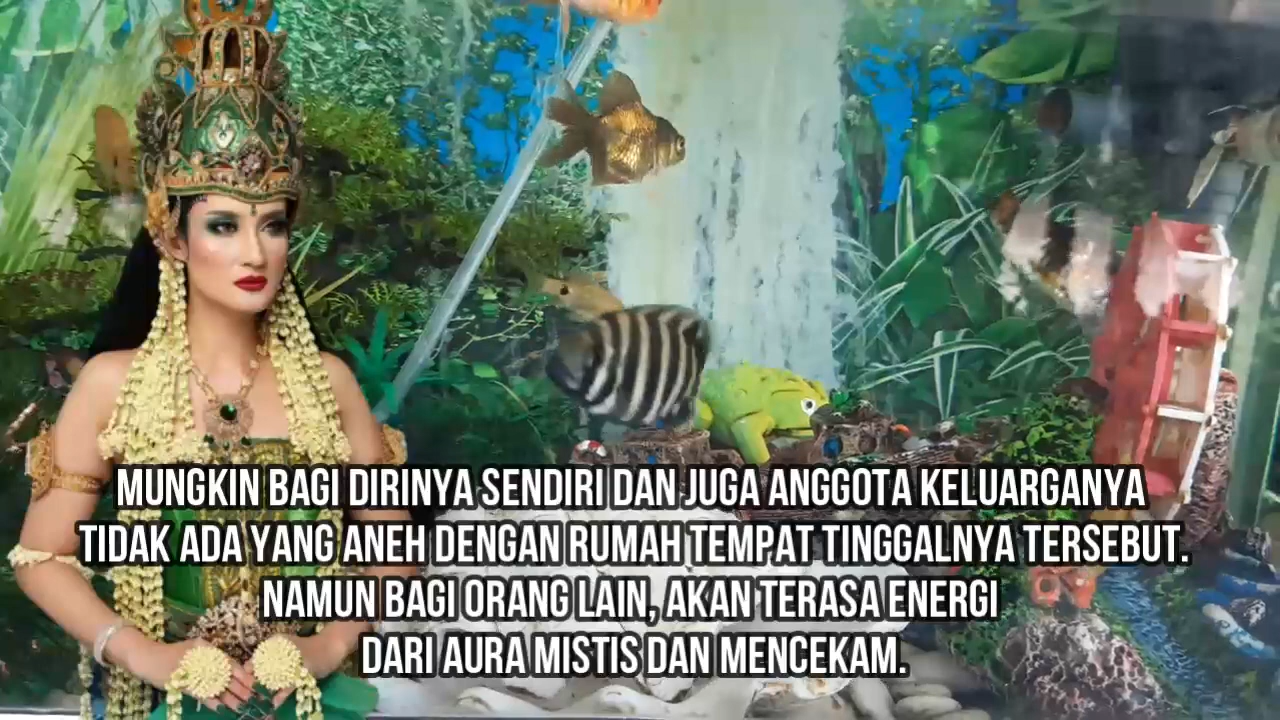 MUNGKIN BAGI DIRINYA SENDIRI DAN JUGA ANGGOTA KELUARGANYA
TIDAK ADA YANG ANEH DENGAN RUMAH TEMPAT TINGGALNYA TERSEBUT.
NAMUN BAGI ORANG LAIN, AKAN TERASA ENERGI
DARI AURA MISTIS DAN MENCEKAM.